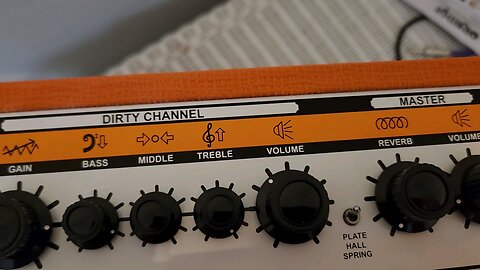 DIRTY CHANNEL
MASTER
GAIN BASS MIDDLE TREBLE VOLUME REVERB VOLUME
PLATE
HALL
SPRING